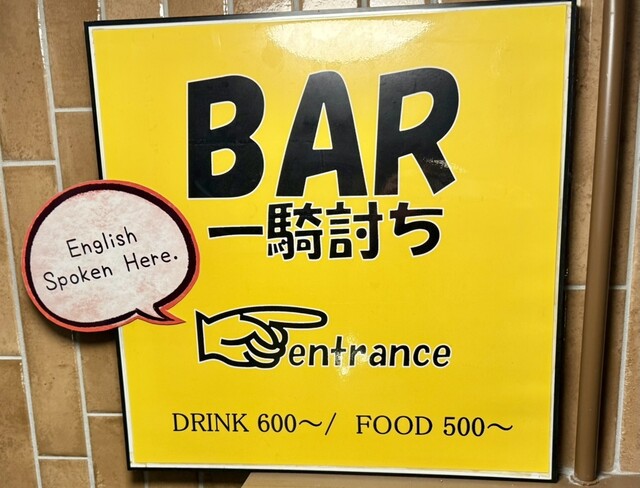 BAR
一騎討ち
English
Spoken Here.
entrance
DRINK 600～/ FOOD 500～